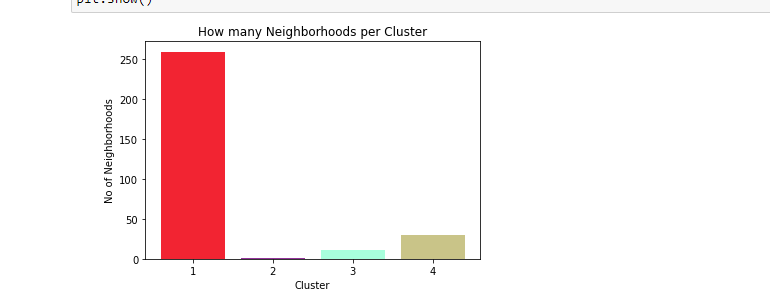 plt.show()
How many Neighborhoods per Cluster
250
200
150
100
50
0
No of Neighborhoods
1 2 3 4
Cluster